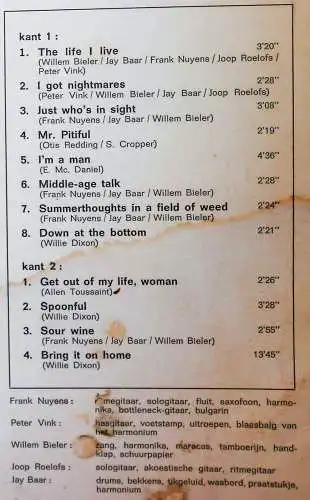 kant 1 :
1. The life I live 3'20"
(Willem Bieler / Jay Baar / Frank Nuyens / Joop Roelofs /
Peter Vink)
2. I got nightmares 2'28"
(Peter Vink / Willem Bieler / Jay Baar / Joop Roelofs)
3. Just who's in sight 3'08"
(Frank Nuyens / Jay Baar / Willem Bieler)
4. Mr. Pitiful 2'19"
(Otis Redding / S. Cropper)
5. I'm a man 4'36"
(E. Mc. Daniel)
6. Middle-age talk 2'28"
(Frank Nuyens / Jay Baar / Willem Bieler)
7. Summerthoughts in a field of weed 2'24"
(Frank Nuyens / Jay Baar / Willem Bieler)
8. Down at the bottom 2'21"
(Willie Dixon)
kant 2 :
1. Get out of my life, woman 2'26"
(Allen Toussaint)
2. Spoonful 3'28"
(Willie Dixon)
3. Sour wine 2'55"
(Frank Nuyens / Jay Baar / Willem Bieler)
4. Bring it on home 13'45"
(Willie Dixon)
Frank Nuyens : sologitaar, fluit, saxofoon, harmo-
nika, bottleneck-gitaar, bulgarin
Peter Vink : basgitaar, voetstamp, uitroepen, blaasbalg van
het harmonium
Willem Bieler : zang, harmonika, maracus, tamboerijn, hand-
klap, schuurpapier
Joop Roelofs : sologitaar, akoestische gitaar, ritmegitaar
Jay Baar : drums, bekkens, ukgeluid, wasbord, praatstukje,
harmonium